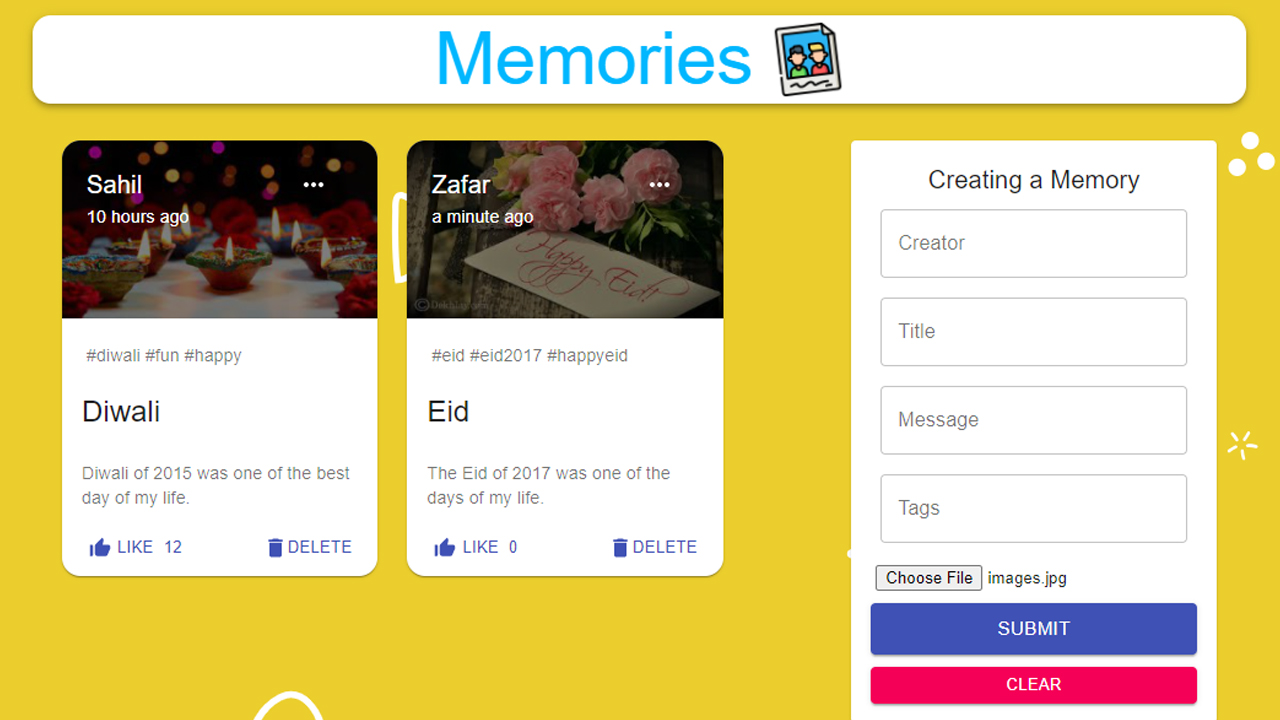 Memories
Sahil
10 hours ago
#diwali #fun #happy
Diwali
Diwali of 2015 was one of the best
day of my life.
LIKE 12
DELETE
Zafar
a minute ago
Happy Eid!
#eid #eid2017 #happyeid
Eid
The Eid of 2017 was one of the
days of my life.
LIKE 0
DELETE
Creating a Memory
Creator
Title
Message
Tags
Choose File images.jpg
SUBMIT
CLEAR